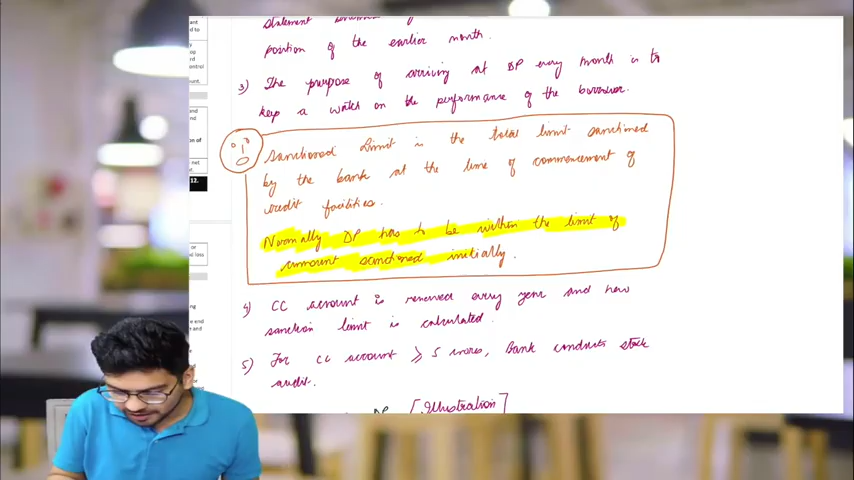 statement
position of the earlier month.
3) The purpose of arriving at DP every month is to
keep a watch on the performance of the borrower.
Sanctioned Limit is the total limit sanctioned
by the bank at the time of commencement of
credit facilities.
Normally DP has to be within the limit of
ammount sanctioned initially.
4) CC account is renewed every year and new
sanction limit is calculated.
5) For CC account ⩾ 5 crores, Bank conducts stock
audit.
DP [Illustration]